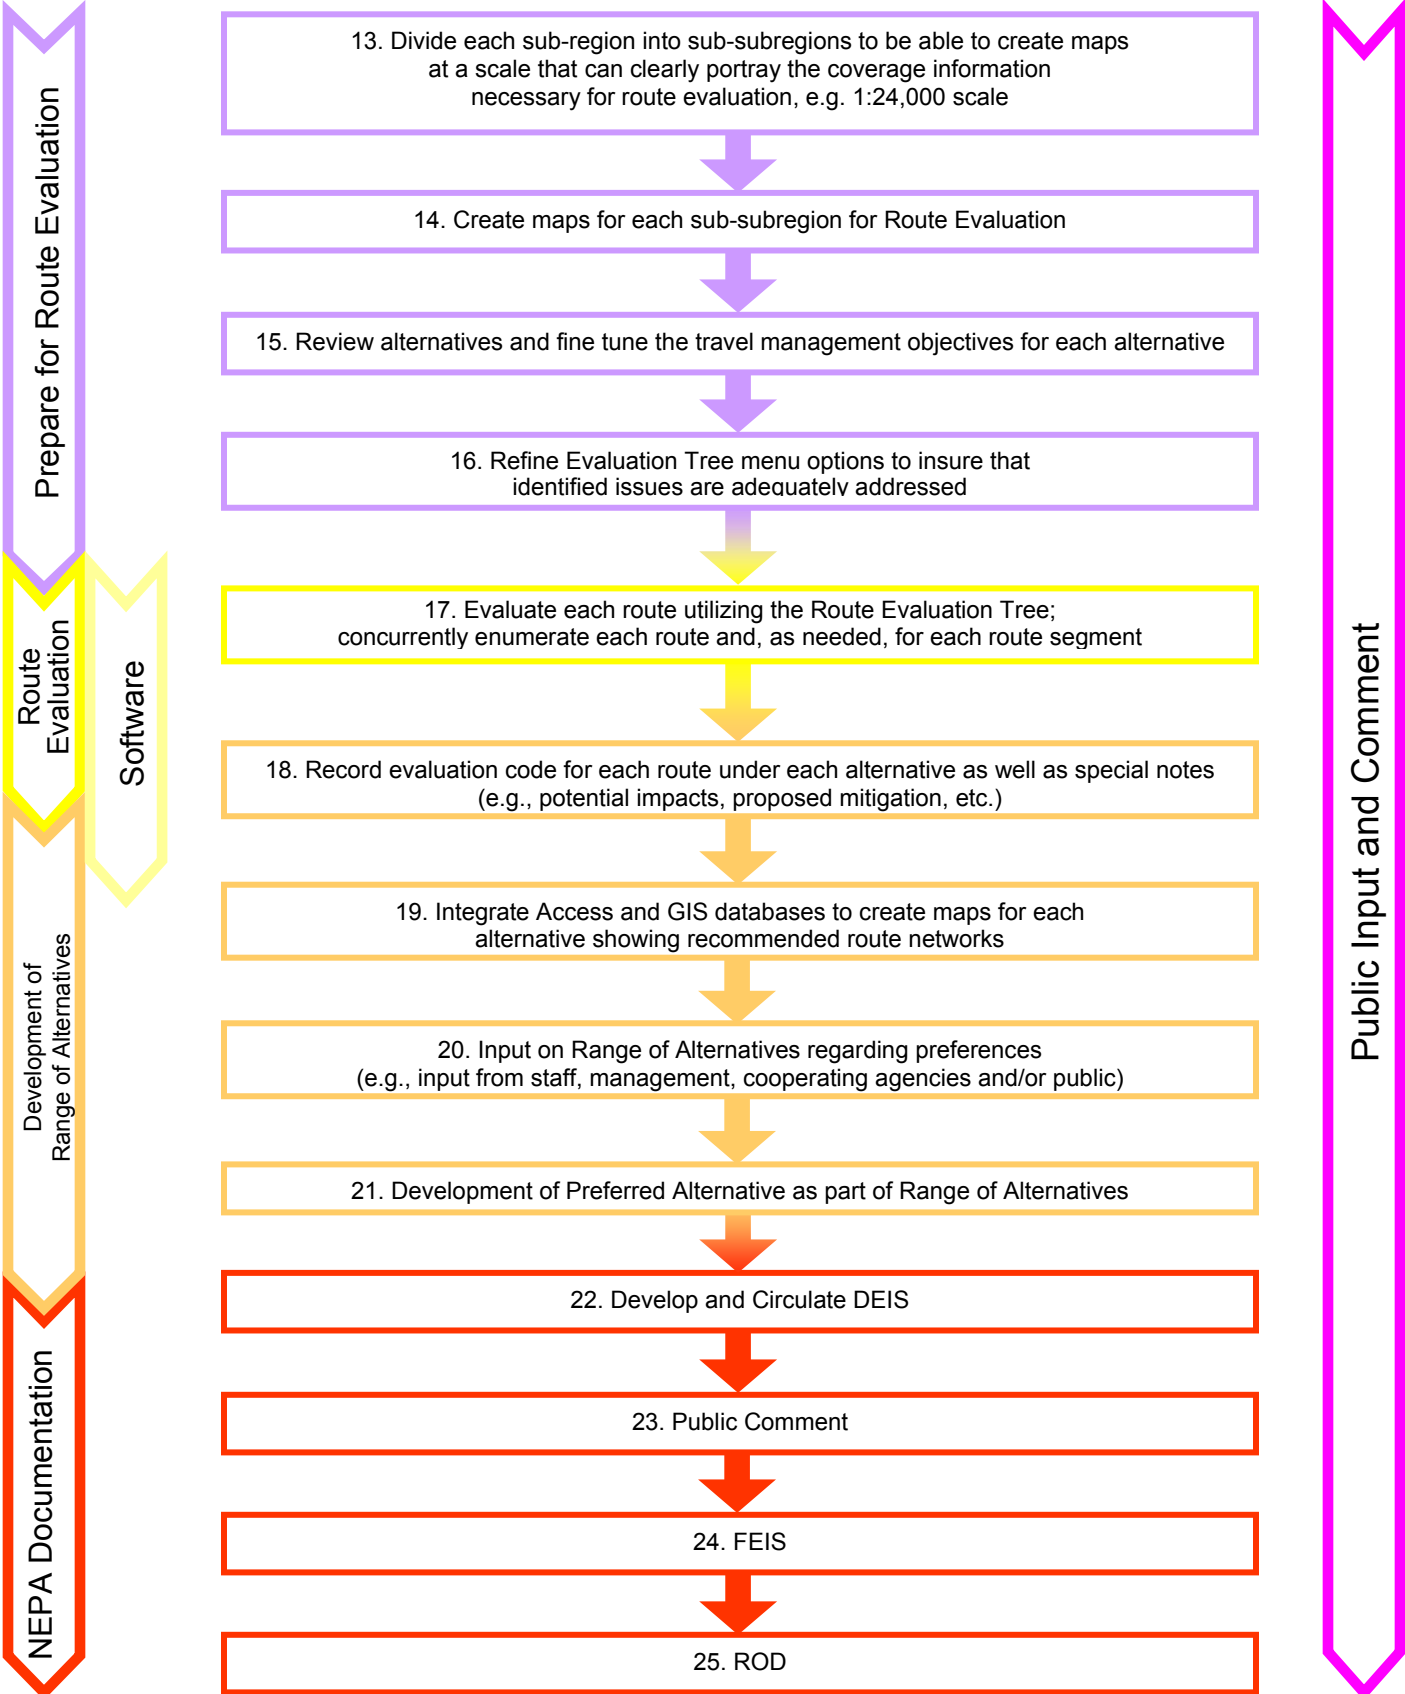 13. Divide each sub-region into sub-subregions to be able to create maps
at a scale that can clearly portray the coverage information
necessary for route evaluation, e.g. 1:24,000 scale
14. Create maps for each sub-subregion for Route Evaluation
15. Review alternatives and fine tune the travel management objectives for each alternative
16. Refine Evaluation Tree menu options to insure that
identified issues are adequately addressed
Prepare for Route Evaluation
17. Evaluate each route utilizing the Route Evaluation Tree;
concurrently enumerate each route and, as needed, for each route segment
Route
Evaluation
Software
18. Record evaluation code for each route under each alternative as well as special notes
(e.g., potential impacts, proposed mitigation, etc.)
19. Integrate Access and GIS databases to create maps for each
alternative showing recommended route networks
20. Input on Range of Alternatives regarding preferences
(e.g., input from staff, management, cooperating agencies and/or public)
21. Development of Preferred Alternative as part of Range of Alternatives
Development of
Range of Alternatives
22. Develop and Circulate DEIS
23. Public Comment
24. FEIS
25. ROD
NEPA Documentation
Public Input and Comment